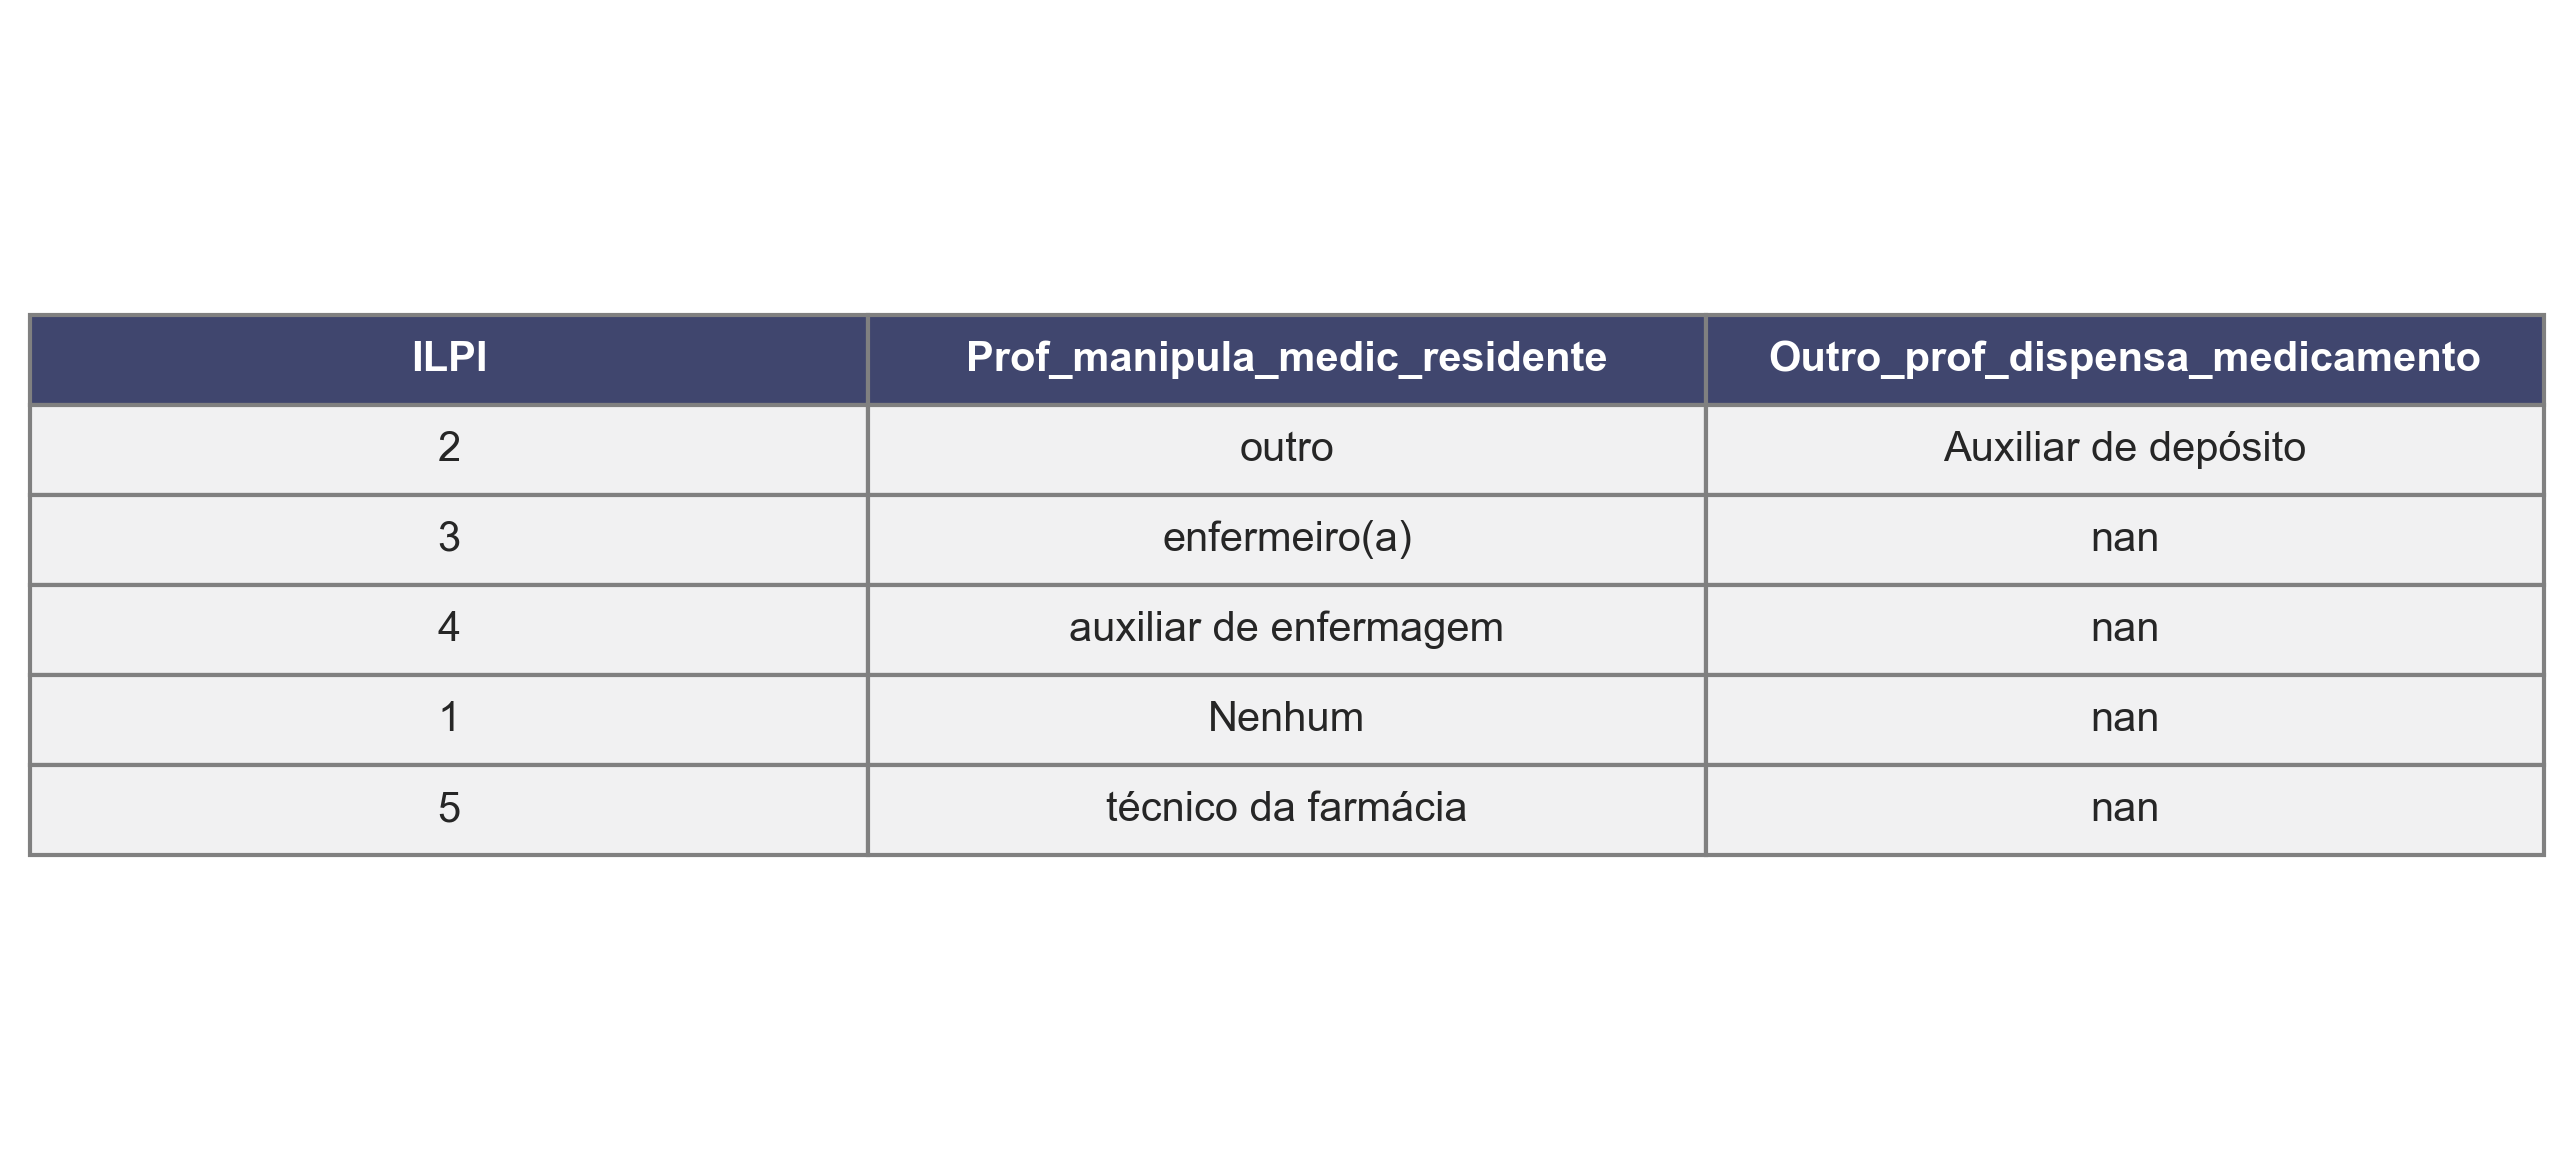 ILPI Prof_manipula_medic_residente Outro_prof_dispensa_medicamento
2 outro Auxiliar de depósito
3 enfermeiro(a) nan
4 auxiliar de enfermagem nan
1 Nenhum nan
5 técnico da farmácia nan